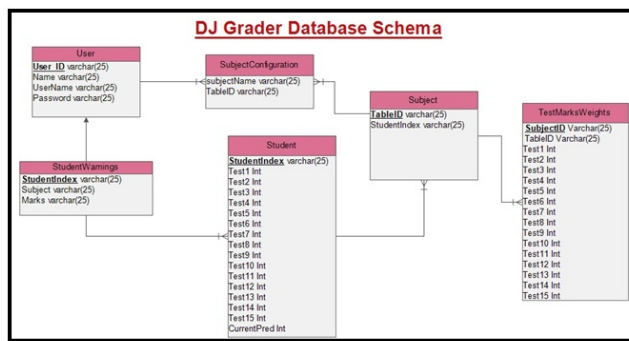 DJ Grader Database Schema
User
User_ID varchar(25)
Name varchar(25)
UserName varchar(25)
Password varchar(25)
SubjectConfiguration
subjectName varchar(25)
TableID varchar(25)
Subject
TableID varchar(25)
StudentIndex varchar(25)
TestMarksWeights
SubjectID Varchar(25)
TableID Varchar(25)
Test1 Int
Test2 Int
Test3 Int
Test4 Int
Test5 Int
Test6 Int
Test7 Int
Test8 Int
Test9 Int
Test10 Int
Test11 Int
Test12 Int
Test13 Int
Test14 Int
Test15 Int
StudentWarnings
StudentIndex varchar(25)
Subject varchar(25)
Marks varchar(25)
Student
StudentIndex varchar(25)
Test1 Int
Test2 Int
Test3 Int
Test4 Int
Test5 Int
Test6 Int
Test7 Int
Test8 Int
Test9 Int
Test10 Int
Test11 Int
Test12 Int
Test13 Int
Test14 Int
Test15 Int
CurrentPred Int